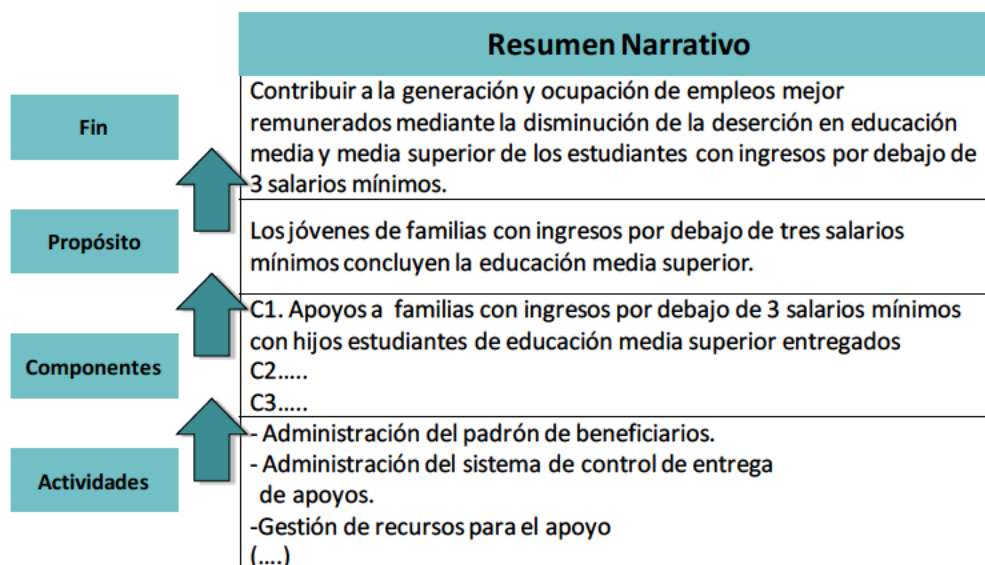 Resumen Narrativo
Fin
Contribuir a la generación y ocupación de empleos mejor
remunerados mediante la disminución de la deserción en educación
media y media superior de los estudiantes con ingresos por debajo de
3 salarios mínimos.
Propósito
Los jóvenes de familias con ingresos por debajo de tres salarios
mínimos concluyen la educación media superior.
Componentes
C1. Apoyos a familias con ingresos por debajo de 3 salarios mínimos
con hijos estudiantes de educación media superior entregados
C2.....
C3.....
Actividades
- Administración del padrón de beneficiarios.
- Administración del sistema de control de entrega
de apoyos.
-Gestión de recursos para el apoyo
(....)